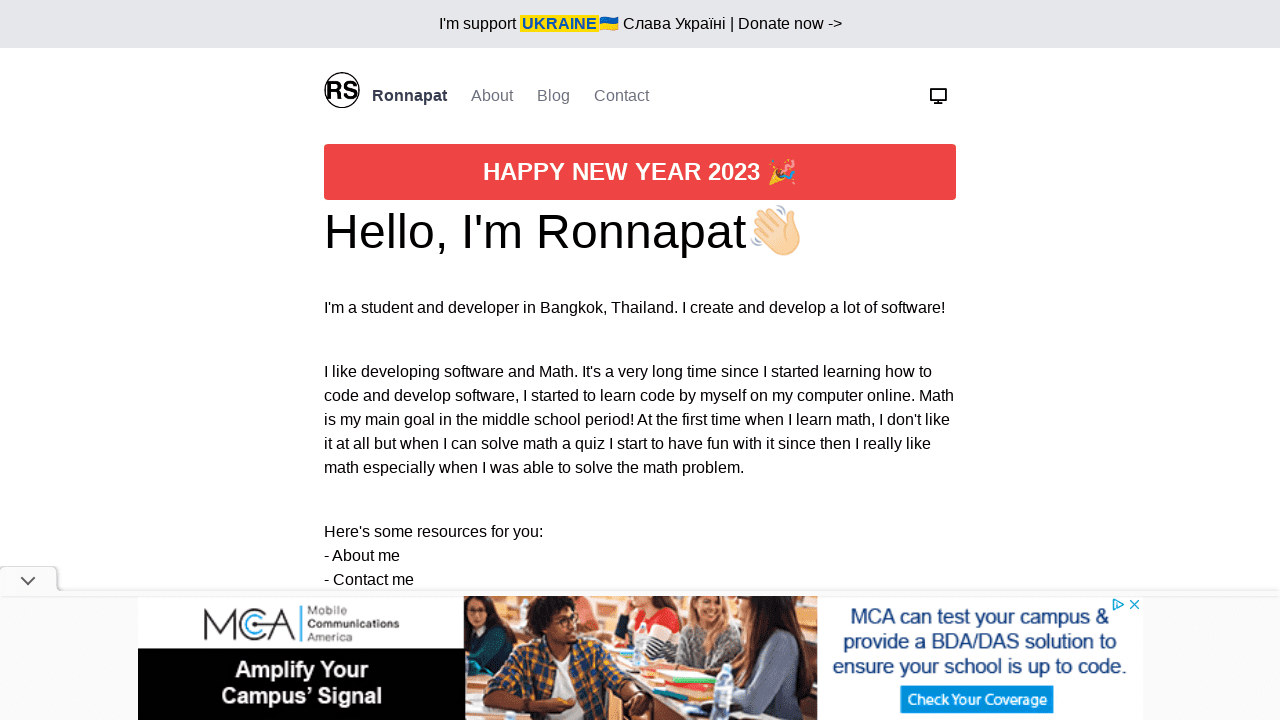 I'm support UKRAINE🇺🇦 Слава Україні | Donate now ->
RS Ronnapat About Blog Contact
HAPPY NEW YEAR 2023 🎉
Hello, I'm Ronnapat👋🏻
I'm a student and developer in Bangkok, Thailand. I create and develop a lot of software!
I like developing software and Math. It's a very long time since I started learning how to
code and develop software, I started to learn code by myself on my computer online. Math
is my main goal in the middle school period! At the first time when I learn math, I don't like
it at all but when I can solve math a quiz I start to have fun with it since then I really like
math especially when I was able to solve the math problem.
Here's some resources for you:
- About me
- Contact me
MCA Mobile
Communications
America
Amplify Your
Campus' Signal
MCA can test your campus &
provide a BDA/DAS solution to
ensure your school is up to code.
Check Your Coverage